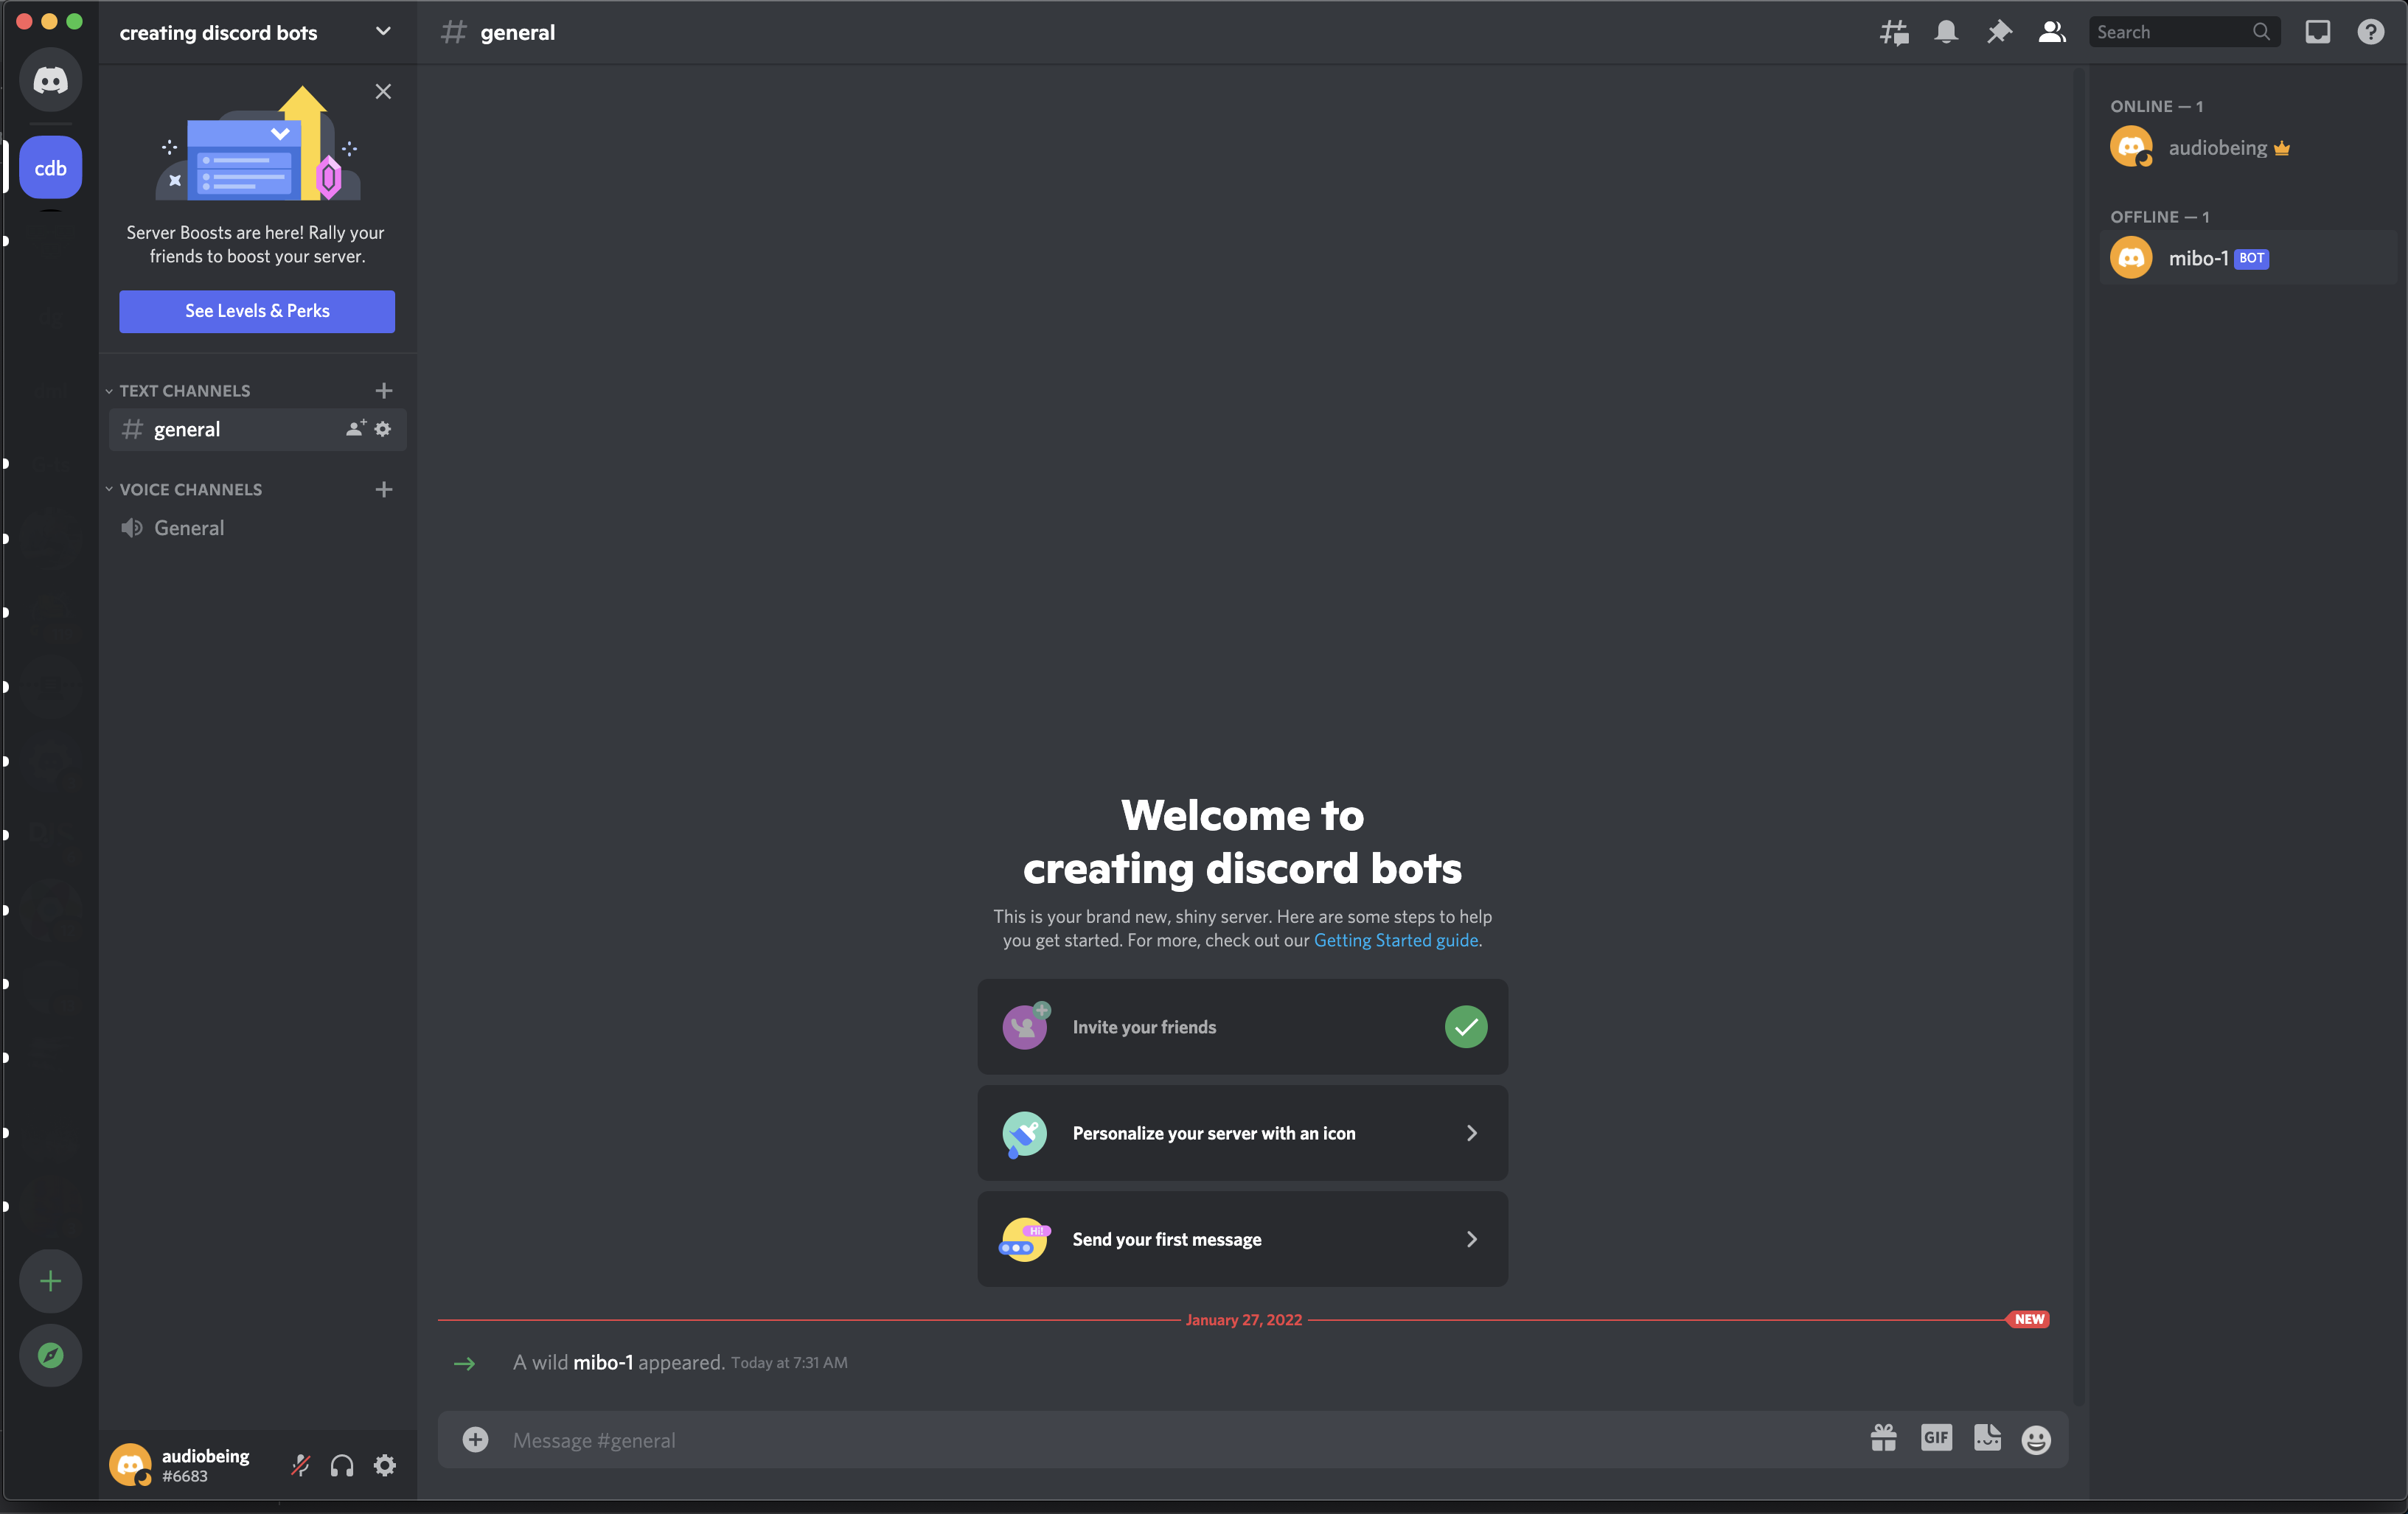 creating discord bots
cdb
Server Boosts are here! Rally your
friends to boost your server.
See Levels & Perks
TEXT CHANNELS
general
VOICE CHANNELS
General
audiobeing
#6683
# general
Search
Welcome to
creating discord bots
This is your brand new, shiny server. Here are some steps to help
you get started. For more, check out our Getting Started guide.
Invite your friends
Personalize your server with an icon
Hi!
Send your first message
January 27, 2022
NEW
A wild mibo-1 appeared. Today at 7:31 AM
Message #general
GIF
ONLINE — 1
audiobeing
OFFLINE — 1
mibo-1 BOT